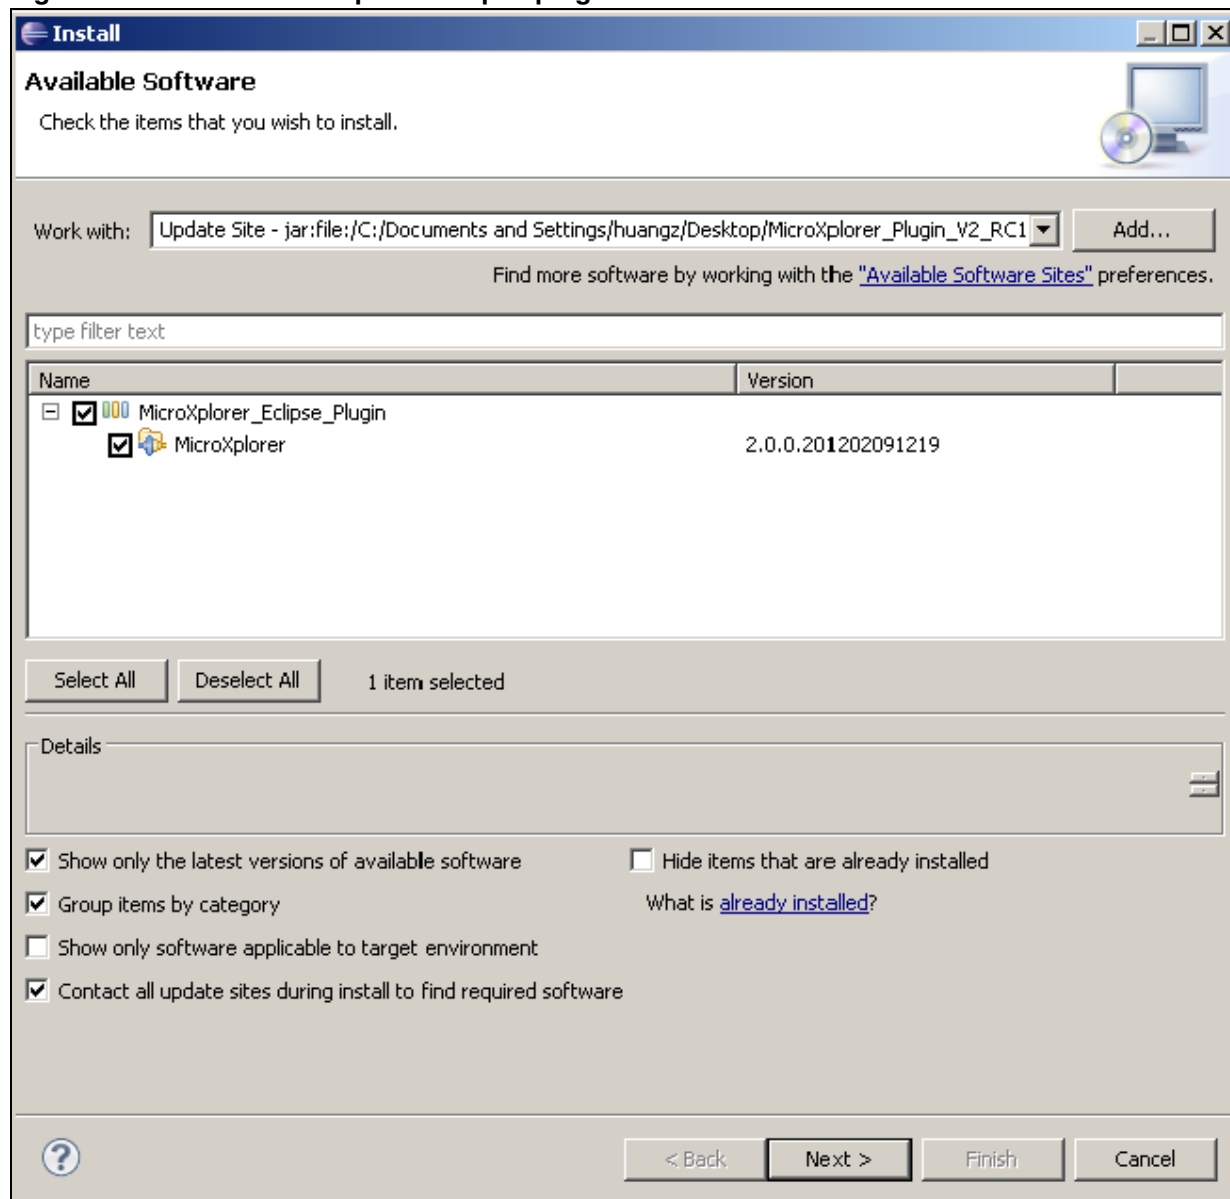 Install
Available Software
Check the items that you wish to install.
Work with: Update Site - jar:file:/C:/Documents and Settings/huangz/Desktop/MicroXplorer_Plugin_V2_RC1 Add...
Find more software by working with the "Available Software Sites" preferences.
type filter text
Name Version
MicroXplorer_Eclipse_Plugin
MicroXplorer 2.0.0.201202091219
Select All Deselect All 1 item selected
Details
Show only the latest versions of available software Hide items that are already installed
Group items by category What is already installed?
Show only software applicable to target environment
Contact all update sites during install to find required software
? < Back Next > Finish Cancel